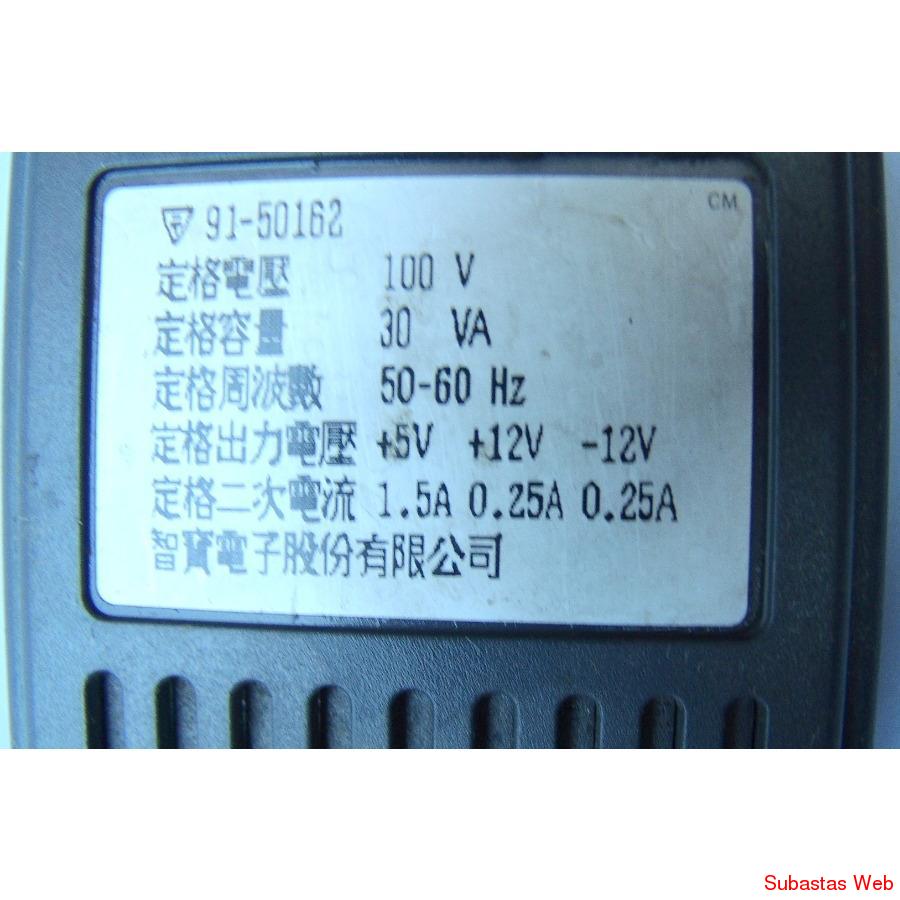 CM
91-50162
定格電壓 100 V
定格容量 30 VA
定格周波數 50-60 Hz
定格出力電壓 +5V +12V -12V
定格二次電流 1.5A 0.25A 0.25A
智寶電子股份有限公司
Subastas Web